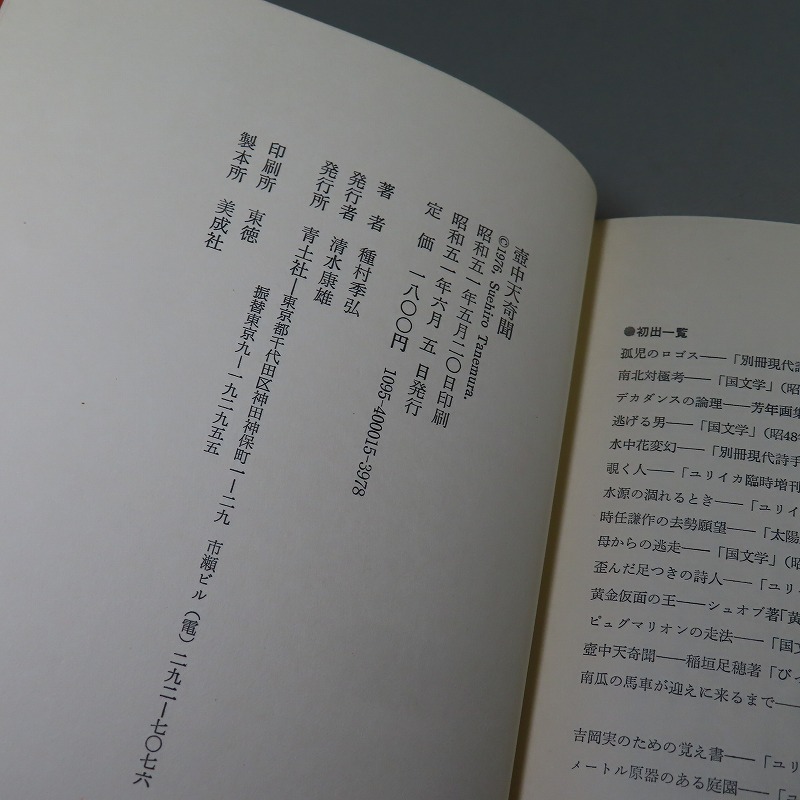 壺中天奇聞
©1976, Suehiro Tanemura.
昭和五一年五月二〇日印刷
昭和五一年六月 五 日発行
定 価 一八〇〇円 1095-400015-3978
著 者 種村季弘
発行者 清水康雄
発行所 青土社―東京都千代田区神田神保町一―二九 市瀬ビル(電)二九一―七〇七六
振替東京九―一九二九五五
印刷所 東徳
製本所 美成社
●初出一覧
孤児のロゴス――「別冊現代詩
南北対極考――「国文学」(昭
デカダンスの論理――芳年画集
逃げる男――「国文学」(昭48
水中花変幻――「別冊現代詩手
覗く人――「ユリイカ臨時増刊
水源の涸れるとき――「ユリイ
時任謙作の去勢願望――「太陽
母からの逃走――「国文学」(昭
歪んだ足つきの詩人――「ユリ
黄金仮面の王――シュオブ著「黄
ピュグマリオンの走法――「国文
壺中天奇聞――稲垣足穂著「びっ
南瓜の馬車が迎えに来るまで――
吉岡実のための覚え書――「ユリ
メートル原器のある庭園――「ユ